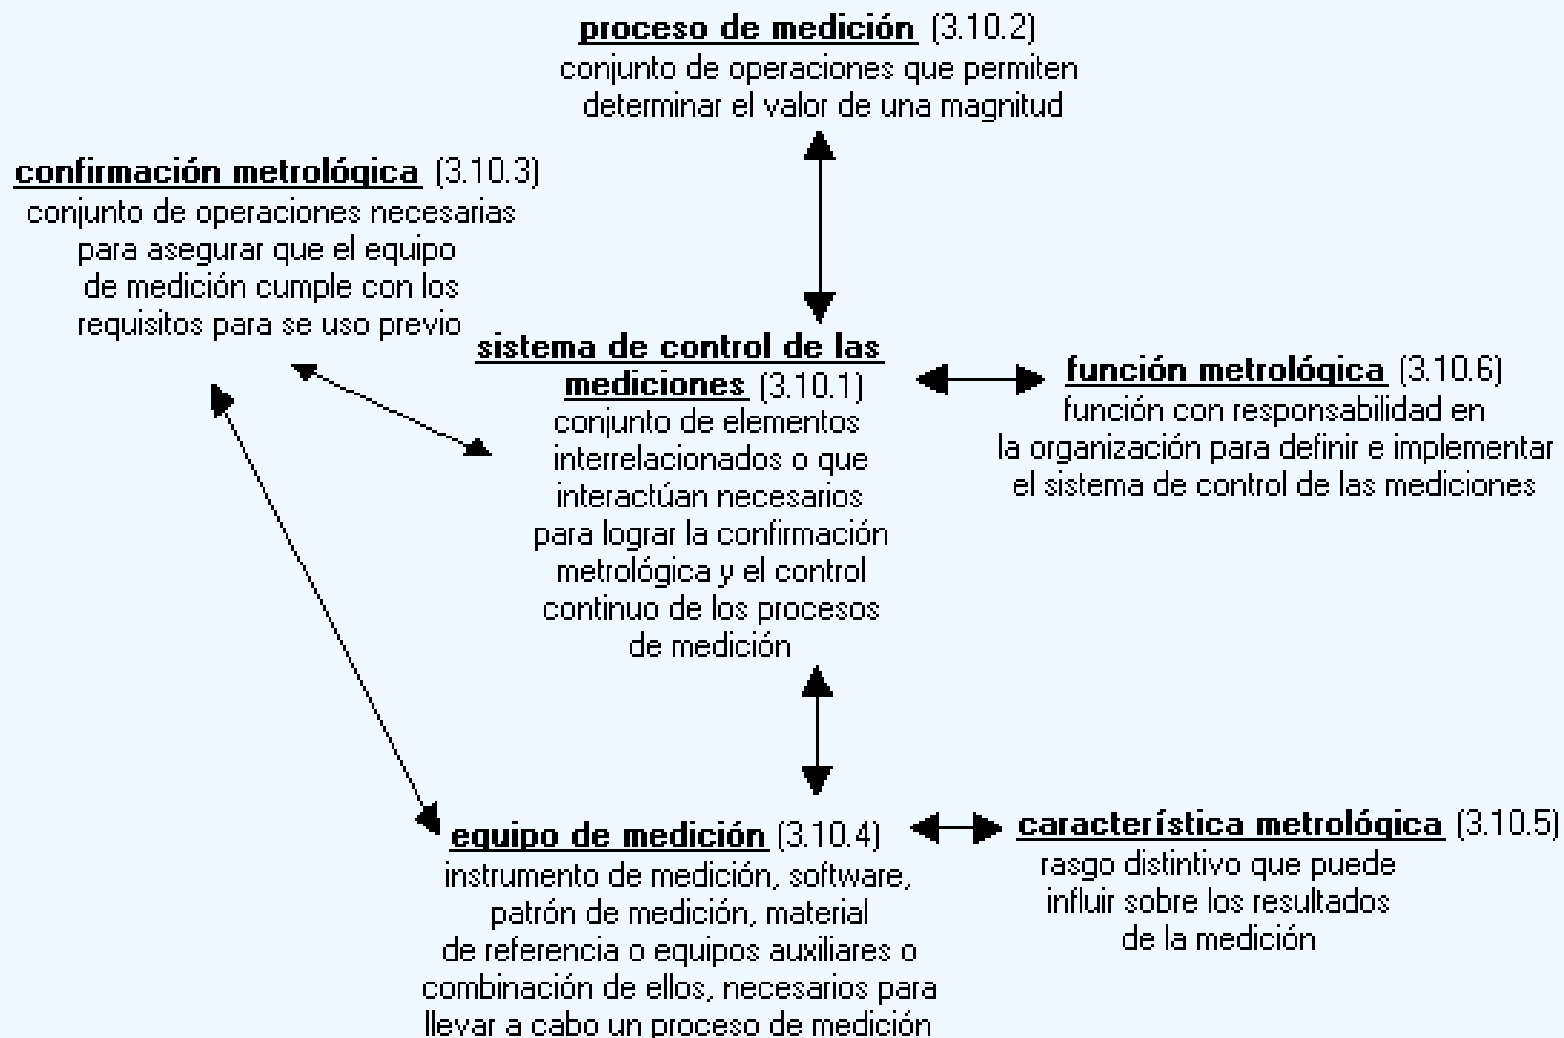 proceso de medición (3.10.2)
conjunto de operaciones que permiten
determinar el valor de una magnitud
confirmación metrológica (3.10.3)
conjunto de operaciones necesarias
para asegurar que el equipo
de medición cumple con los
requisitos para se uso previo
sistema de control de las
mediciones (3.10.1)
conjunto de elementos
interrelacionados o que
interactúan necesarios
para lograr la confirmación
metrológica y el control
continuo de los procesos
de medición
función metrológica (3.10.6)
función con responsabilidad en
la organización para definir e implementar
el sistema de control de las mediciones
equipo de medición (3.10.4)
instrumento de medición, software,
patrón de medición, material
de referencia o equipos auxiliares o
combinación de ellos, necesarios para
llevar a cabo un proceso de medición
característica metrológica (3.10.5)
rasgo distintivo que puede
influir sobre los resultados
de la medición